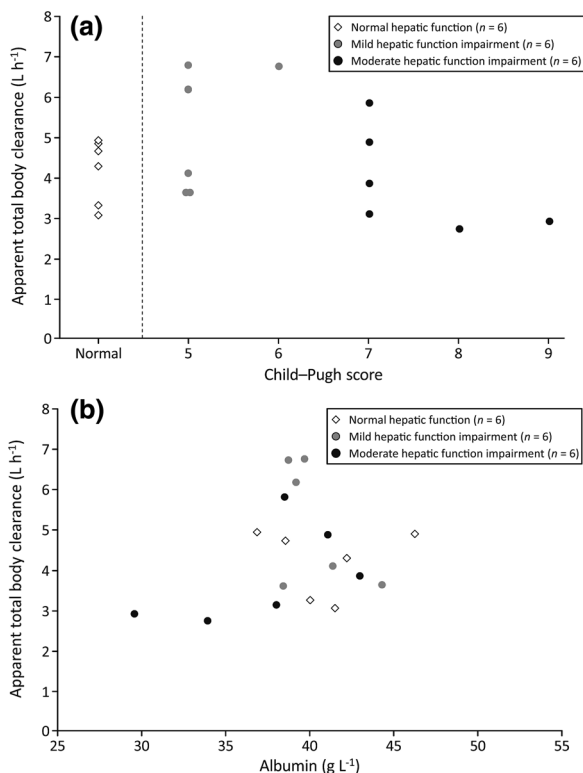 (a)
Normal hepatic function (n = 6)
Mild hepatic function impairment (n = 6)
Moderate hepatic function impairment (n = 6)
Apparent total body clearance (L h⁻¹)
8
7
6
5
4
3
2
1
0
Normal 5 6 7 8 9
Child–Pugh score
(b)
Normal hepatic function (n = 6)
Mild hepatic function impairment (n = 6)
Moderate hepatic function impairment (n = 6)
Apparent total body clearance (L h⁻¹)
8
7
6
5
4
3
2
1
0
25 30 35 40 45 50 55
Albumin (g L⁻¹)